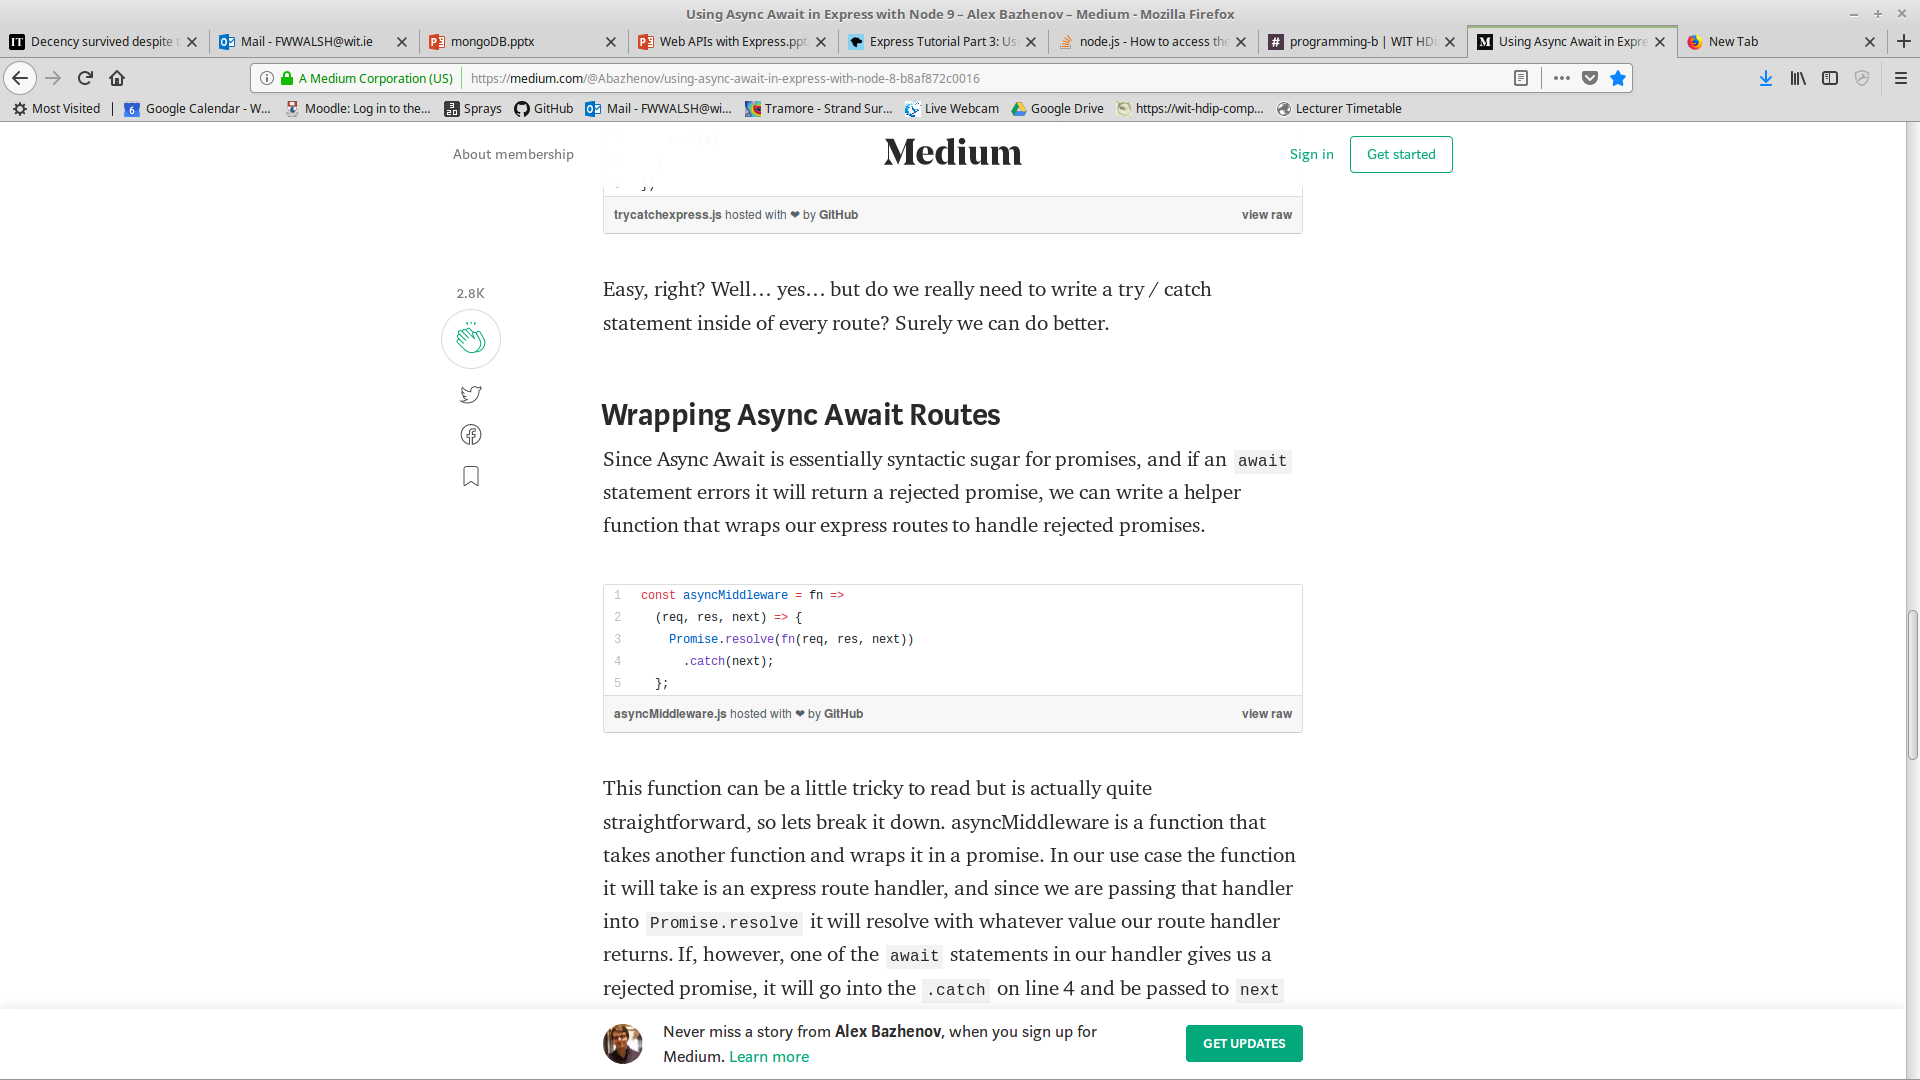 Using Async Await in Express with Node 9 – Alex Bazhenov – Medium - Mozilla Firefox
Decency survived despite
Mail - FWWALSH@wit.ie
mongoDB.pptx
Web APIs with Express.ppt
Express Tutorial Part 3: Us
node.js - How to access the
programming-b | WIT HDi
Using Async Await in Expre
New Tab
A Medium Corporation (US)
https://medium.com/@Abazhenov/using-async-await-in-express-with-node-8-b8af872c0016
Most Visited
Google Calendar - W...
Moodle: Log in to the...
Sprays
GitHub
Mail - FWWALSH@wi...
Tramore - Strand Sur...
Live Webcam
Google Drive
https://wit-hdip-comp...
Lecturer Timetable
About membership
Medium
Sign in
Get started
trycatchexpress.js hosted with ❤ by GitHub
view raw
Easy, right? Well… yes… but do we really need to write a try / catch
statement inside of every route? Surely we can do better.
2.8K
Wrapping Async Await Routes
Since Async Await is essentially syntactic sugar for promises, and if an await
statement errors it will return a rejected promise, we can write a helper
function that wraps our express routes to handle rejected promises.
1 const asyncMiddleware = fn =>
2 (req, res, next) => {
3 Promise.resolve(fn(req, res, next))
4 .catch(next);
5 };
asyncMiddleware.js hosted with ❤ by GitHub
view raw
This function can be a little tricky to read but is actually quite
straightforward, so lets break it down. asyncMiddleware is a function that
takes another function and wraps it in a promise. In our use case the function
it will take is an express route handler, and since we are passing that handler
into Promise.resolve it will resolve with whatever value our route handler
returns. If, however, one of the await statements in our handler gives us a
rejected promise, it will go into the .catch on line 4 and be passed to next
Never miss a story from Alex Bazhenov, when you sign up for
Medium. Learn more
GET UPDATES